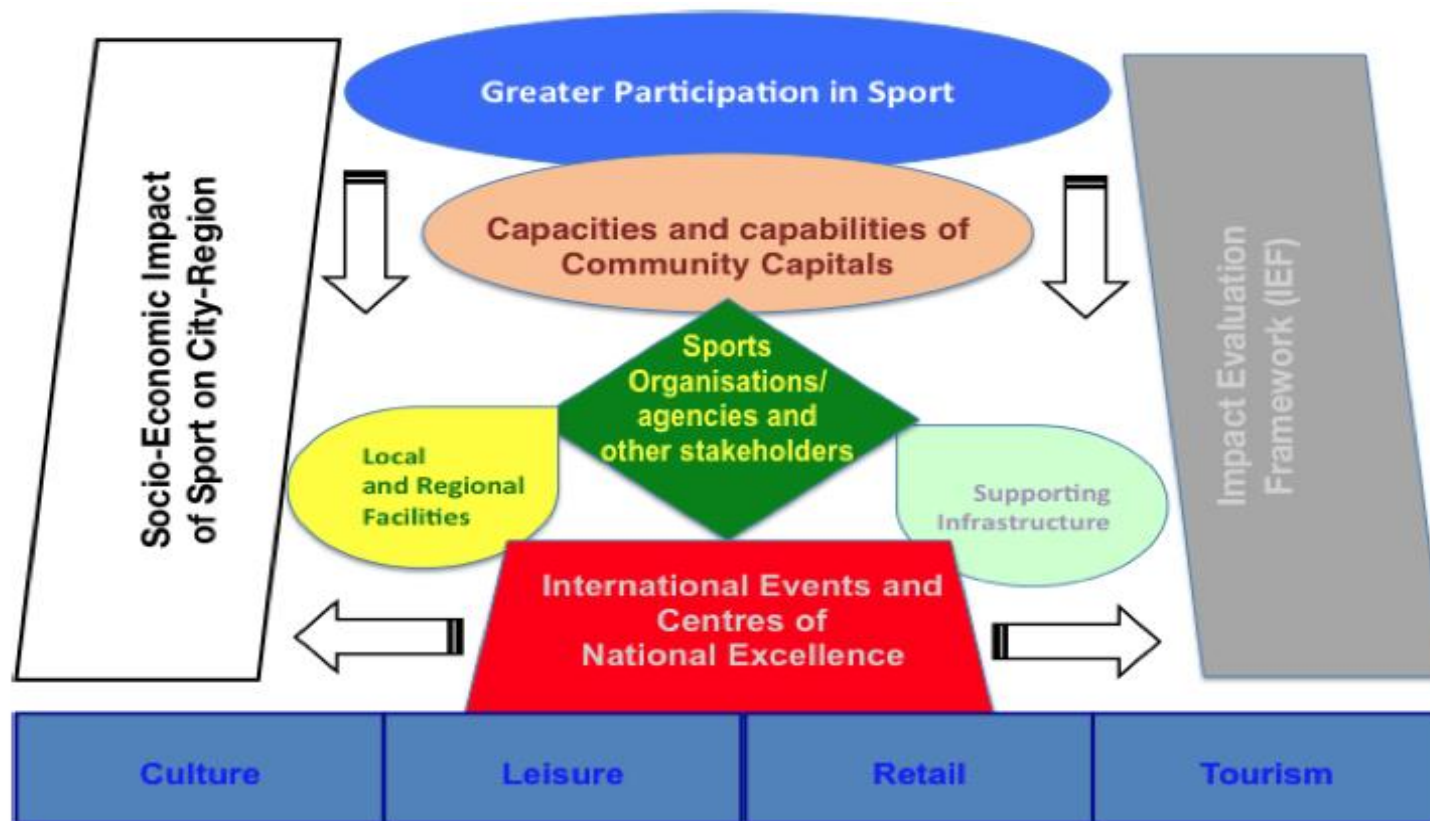 Greater Participation in Sport
Socio-Economic Impact
of Sport on City-Region
Capacities and capabilities of
Community Capitals
Impact Evaluation
Framework (IEF)
Sports
Organisations/
agencies and
other stakeholders
Local
and Regional
Facilities
Supporting
Infrastructure
International Events and
Centres of
National Excellence
Culture
Leisure
Retail
Tourism